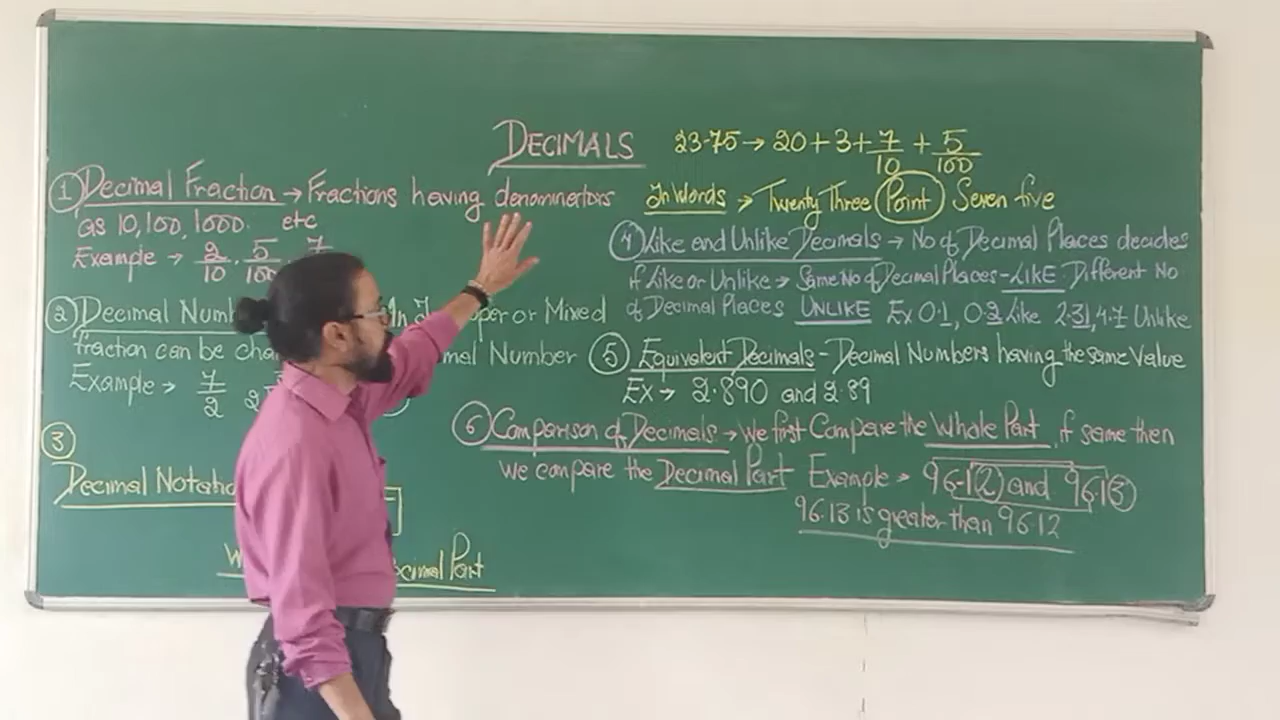 DECIMALS
23.75 → 20 + 3 + 7/10 + 5/100
In Words → Twenty Three Point Seven five
① Decimal Fraction → Fractions having denominators
as 10, 100, 1000. etc
Example → 2/10, 5/100, 7/
② Decimal Numb or Mixed
fraction can be cha mal Number
Example → 7/2
③
Decimal Notatio
W ecimal Part
④ Like and Unlike Decimals → No of Decimal Places decides
if Like or Unlike → Same No of Decimal Places - LIKE Different No
of Decimal Places UNLIKE Ex 0.1, 0.2 Like 2.31, 4.7 Unlike
⑤ Equivalent Decimals - Decimal Numbers having the same value
Ex → 2.890 and 2.89
⑥ Comparison of Decimals → We first Compare the Whole Part, if same then
we compare the Decimal Part Example → 96.12 and 96.13
96.13 is greater than 96.12